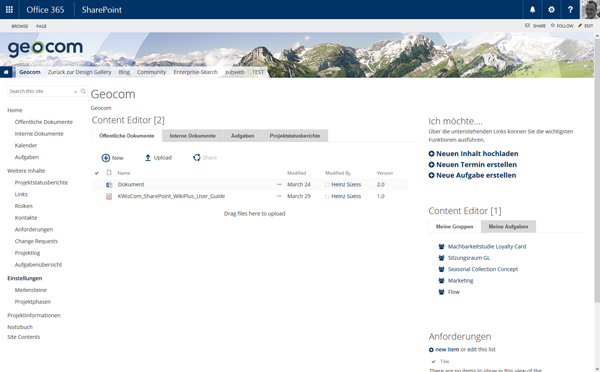 Office 365 SharePoint
BROWSE PAGE SHARE FOLLOW EDIT
geocom
Geocom Zurück zur Design Gallery Blog Community Enterprise-Search subweb TEST
Search this site
Home
Öffentliche Dokumente
Interne Dokumente
Kalender
Aufgaben
Weitere Inhalte
Projektstatusberichte
Links
Risiken
Kontakte
Anforderungen
Change Requests
Projektlog
Aufgabenübersicht
Einstellungen
Meilensteine
Projektphasen
Projektinformationen
Notizbuch
Site Contents
Geocom
Geocom
Content Editor [2]
Öffentliche Dokumente Interne Dokumente Aufgaben Projektstatusberichte
New Upload Share
Name Modified Modified By Version
Dokument ... March 24 Heinz Süess 2.0
KWizCom_SharePoint_WikiPlus_User_Guide ... March 29 Heinz Süess 1.0
Drag files here to upload
Ich möchte....
Über die untenstehenden Links können Sie die wichtigsten
Funktionen ausführen.
Neuen Inhalt hochladen
Neuen Termin erstellen
Neue Aufgabe erstellen
Content Editor [1]
Meine Gruppen Meine Aufgaben
Machbarkeitstudie Loyalty Card
Sitzungsraum GL
Seasonal Collection Concept
Marketing
Flow
Anforderungen
new item or edit this list
Title
There are no items to show in this view of the